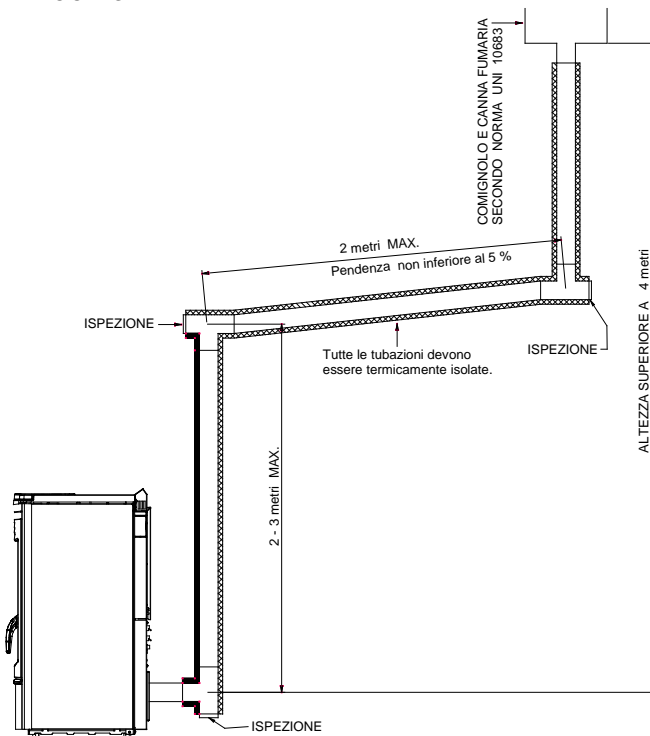 COMIGNOLO E CANNA FUMARIA
SECONDO NORMA UNI 10683
2 metri MAX.
Pendenza non inferiore al 5 %
ISPEZIONE
Tutte le tubazioni devono
essere termicamente isolate.
ISPEZIONE
ALTEZZA SUPERIORE A 4 metri
2 - 3 metri MAX.
ISPEZIONE